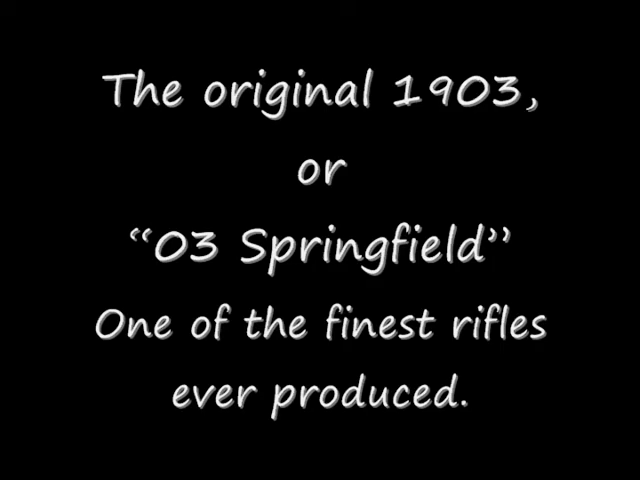 The original 1903,
or
“03 Springfield”
One of the finest rifles
ever produced.